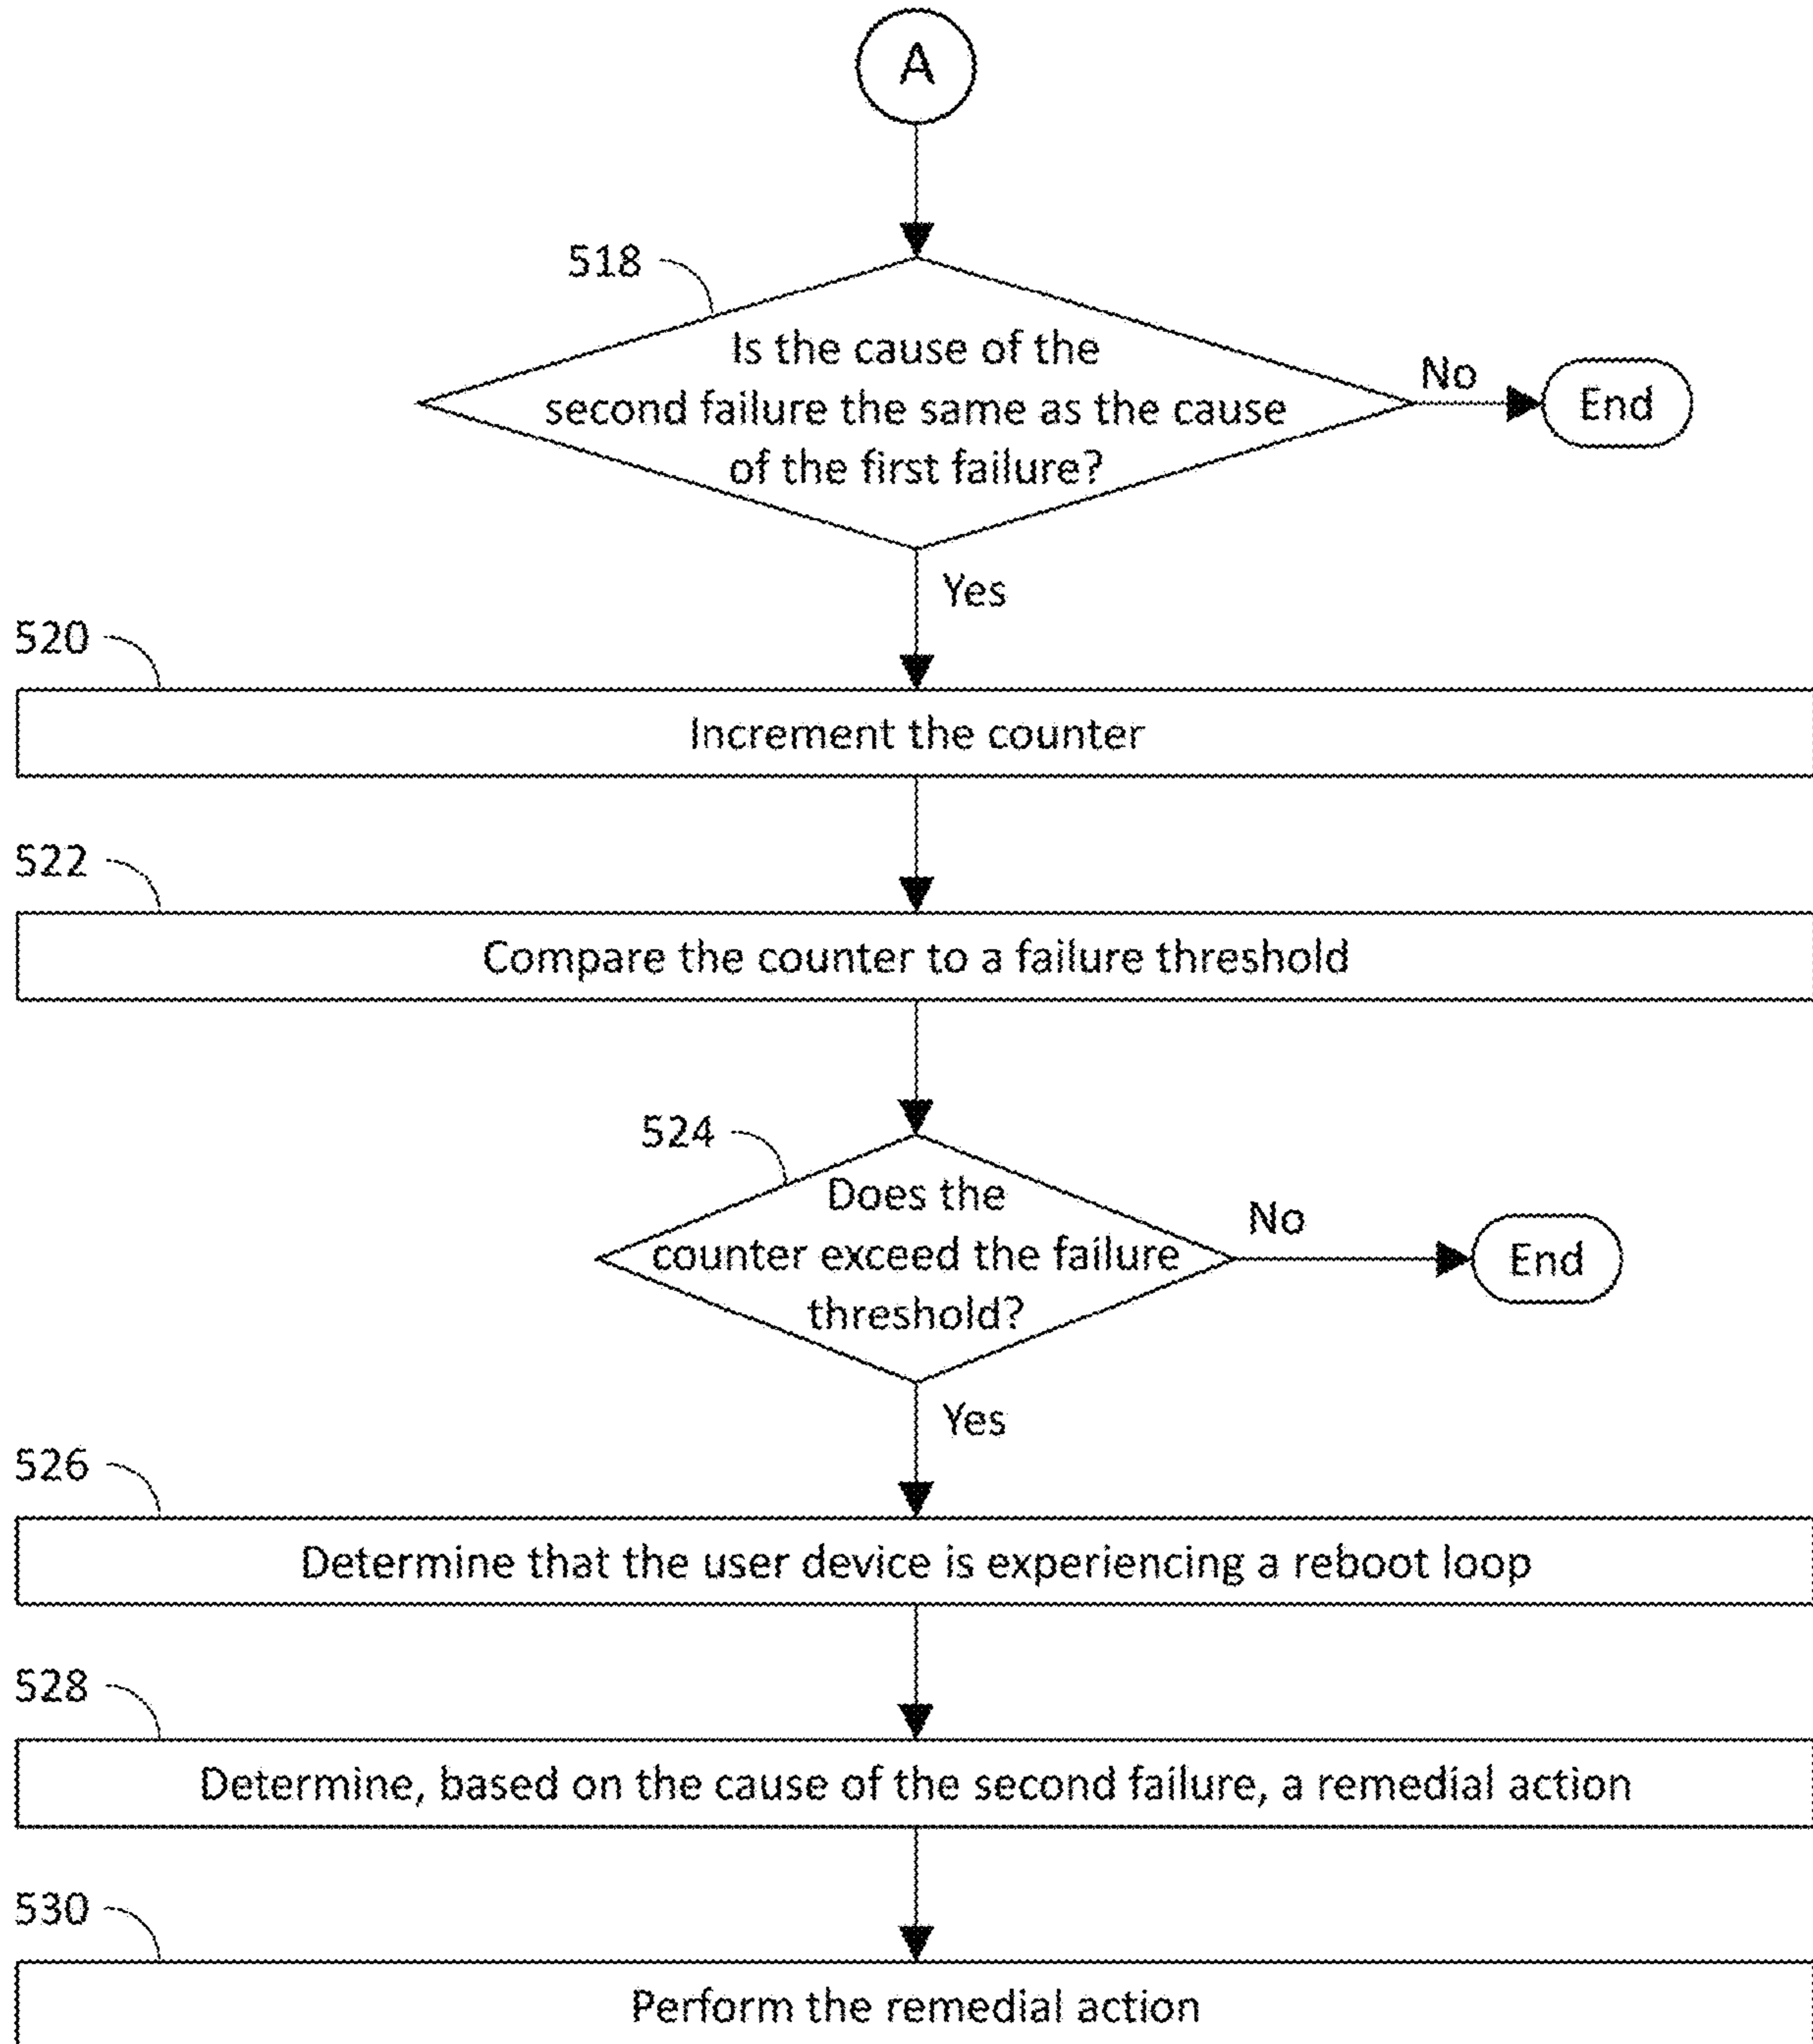 A
518
Is the cause of the
second failure the same as the cause
of the first failure?
No
End
Yes
520
Increment the counter
522
Compare the counter to a failure threshold
524
Does the
counter exceed the failure
threshold?
No
End
Yes
526
Determine that the user device is experiencing a reboot loop
528
Determine, based on the cause of the second failure, a remedial action
530
Perform the remedial action